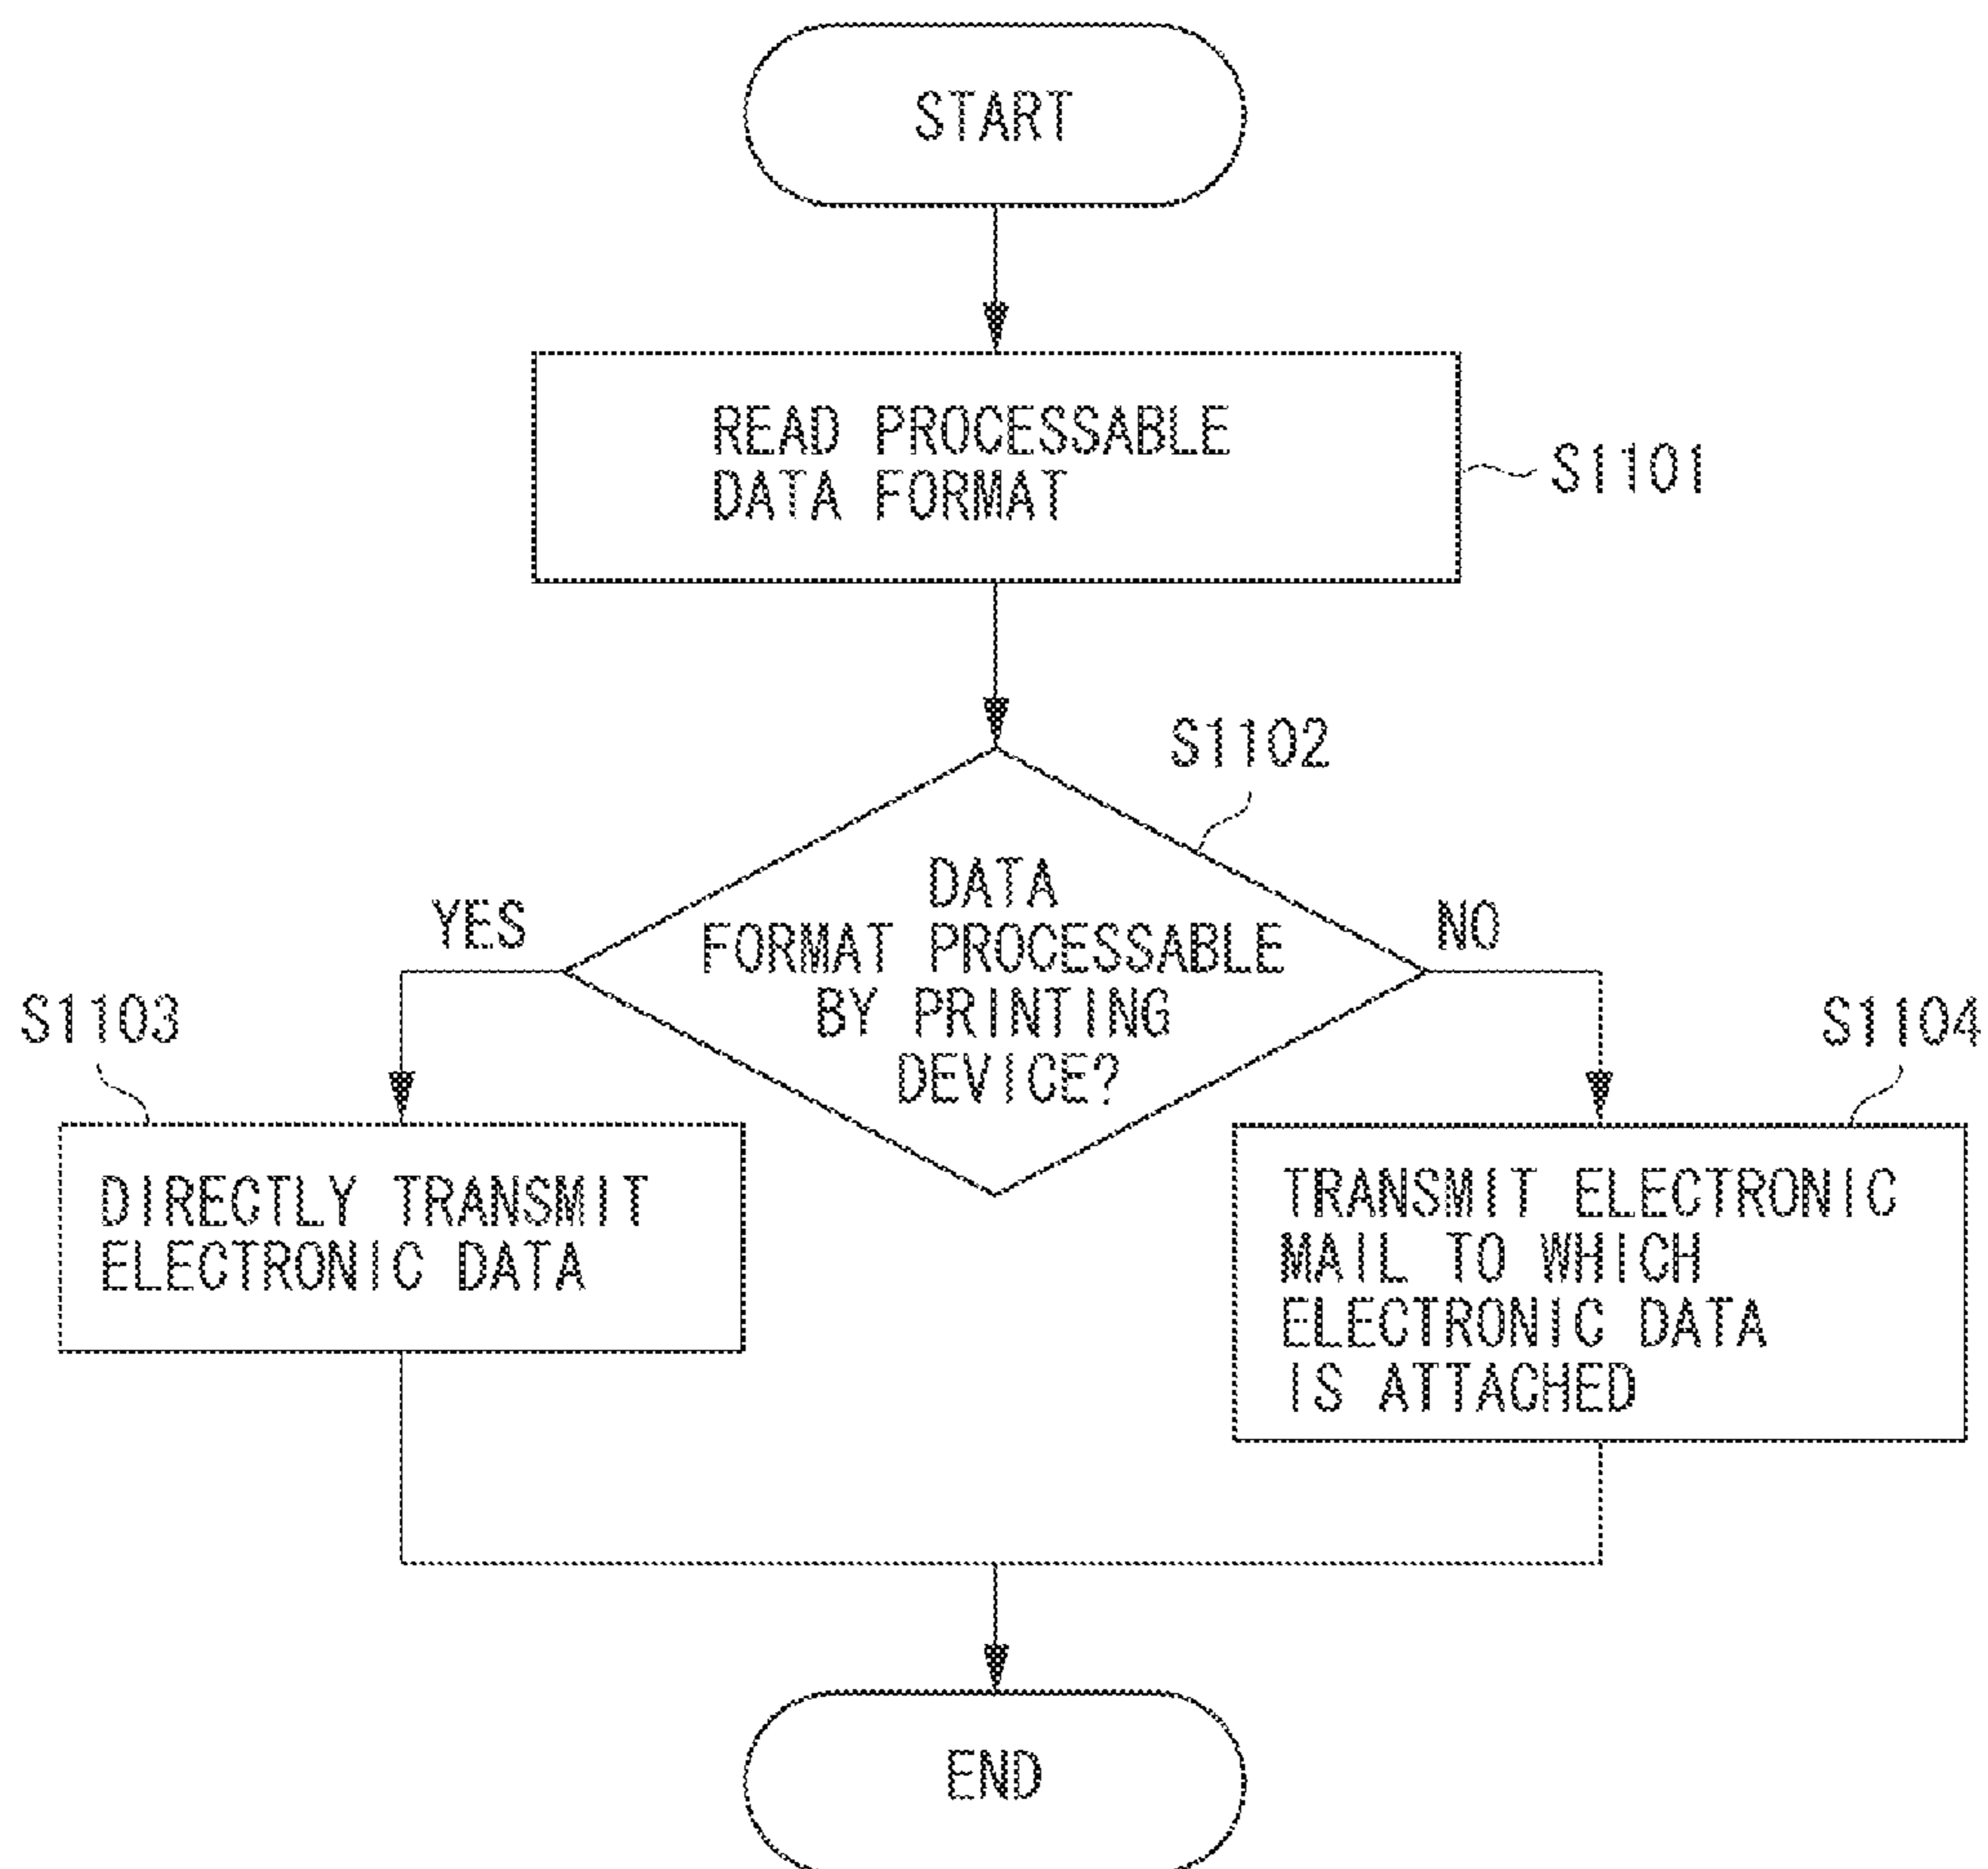 START
READ PROCESSABLE
DATA FORMAT
S1101
S1102
DATA
FORMAT PROCESSABLE
BY PRINTING
DEVICE?
YES
NO
S1103
DIRECTLY TRANSMIT
ELECTRONIC DATA
S1104
TRANSMIT ELECTRONIC
MAIL TO WHICH
ELECTRONIC DATA
IS ATTACHED
END